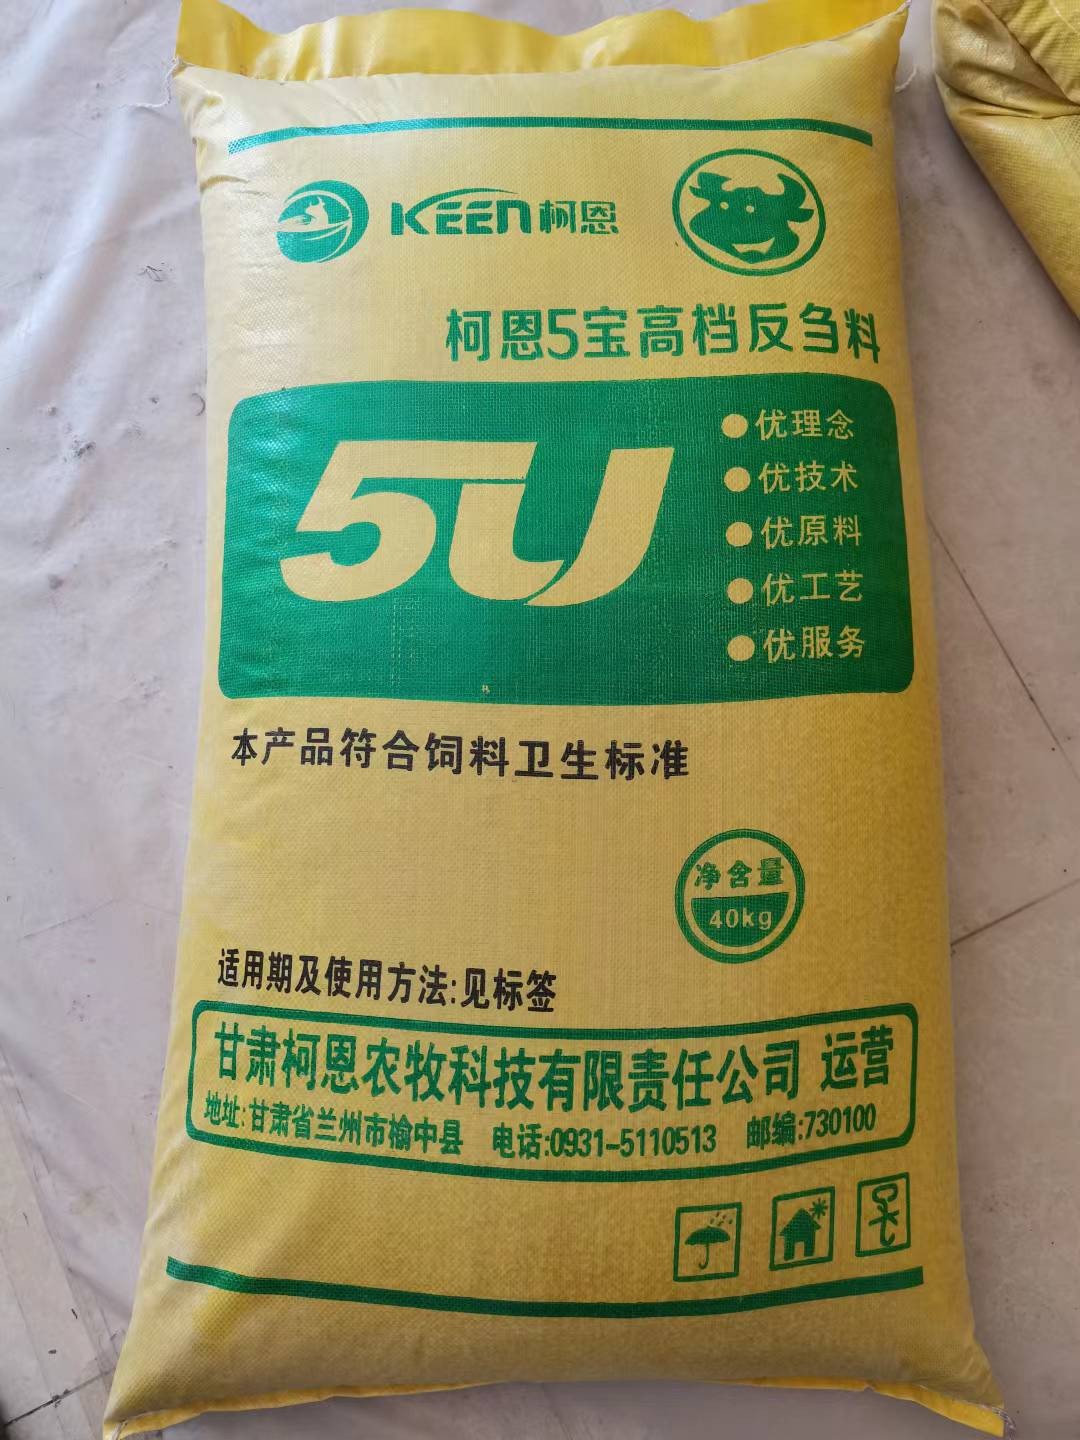 KEEN柯恩
柯恩5宝高档反刍料
5U
优理念
优技术
优原料
优工艺
优服务
本产品符合饲料卫生标准
净含量
40kg
适用期及使用方法:见标签
甘肃柯恩农牧科技有限责任公司 运营
地址:甘肃省兰州市榆中县 电话:0931-5110513 邮编:730100